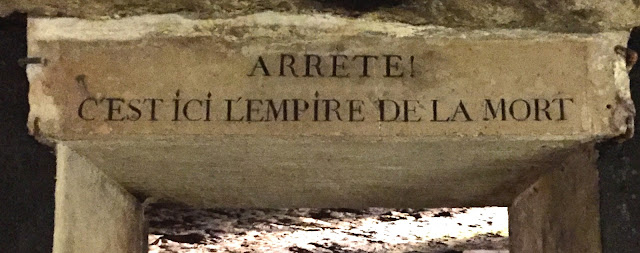 ARRETE!
C'EST ICI L'EMPIRE DE LA MORT